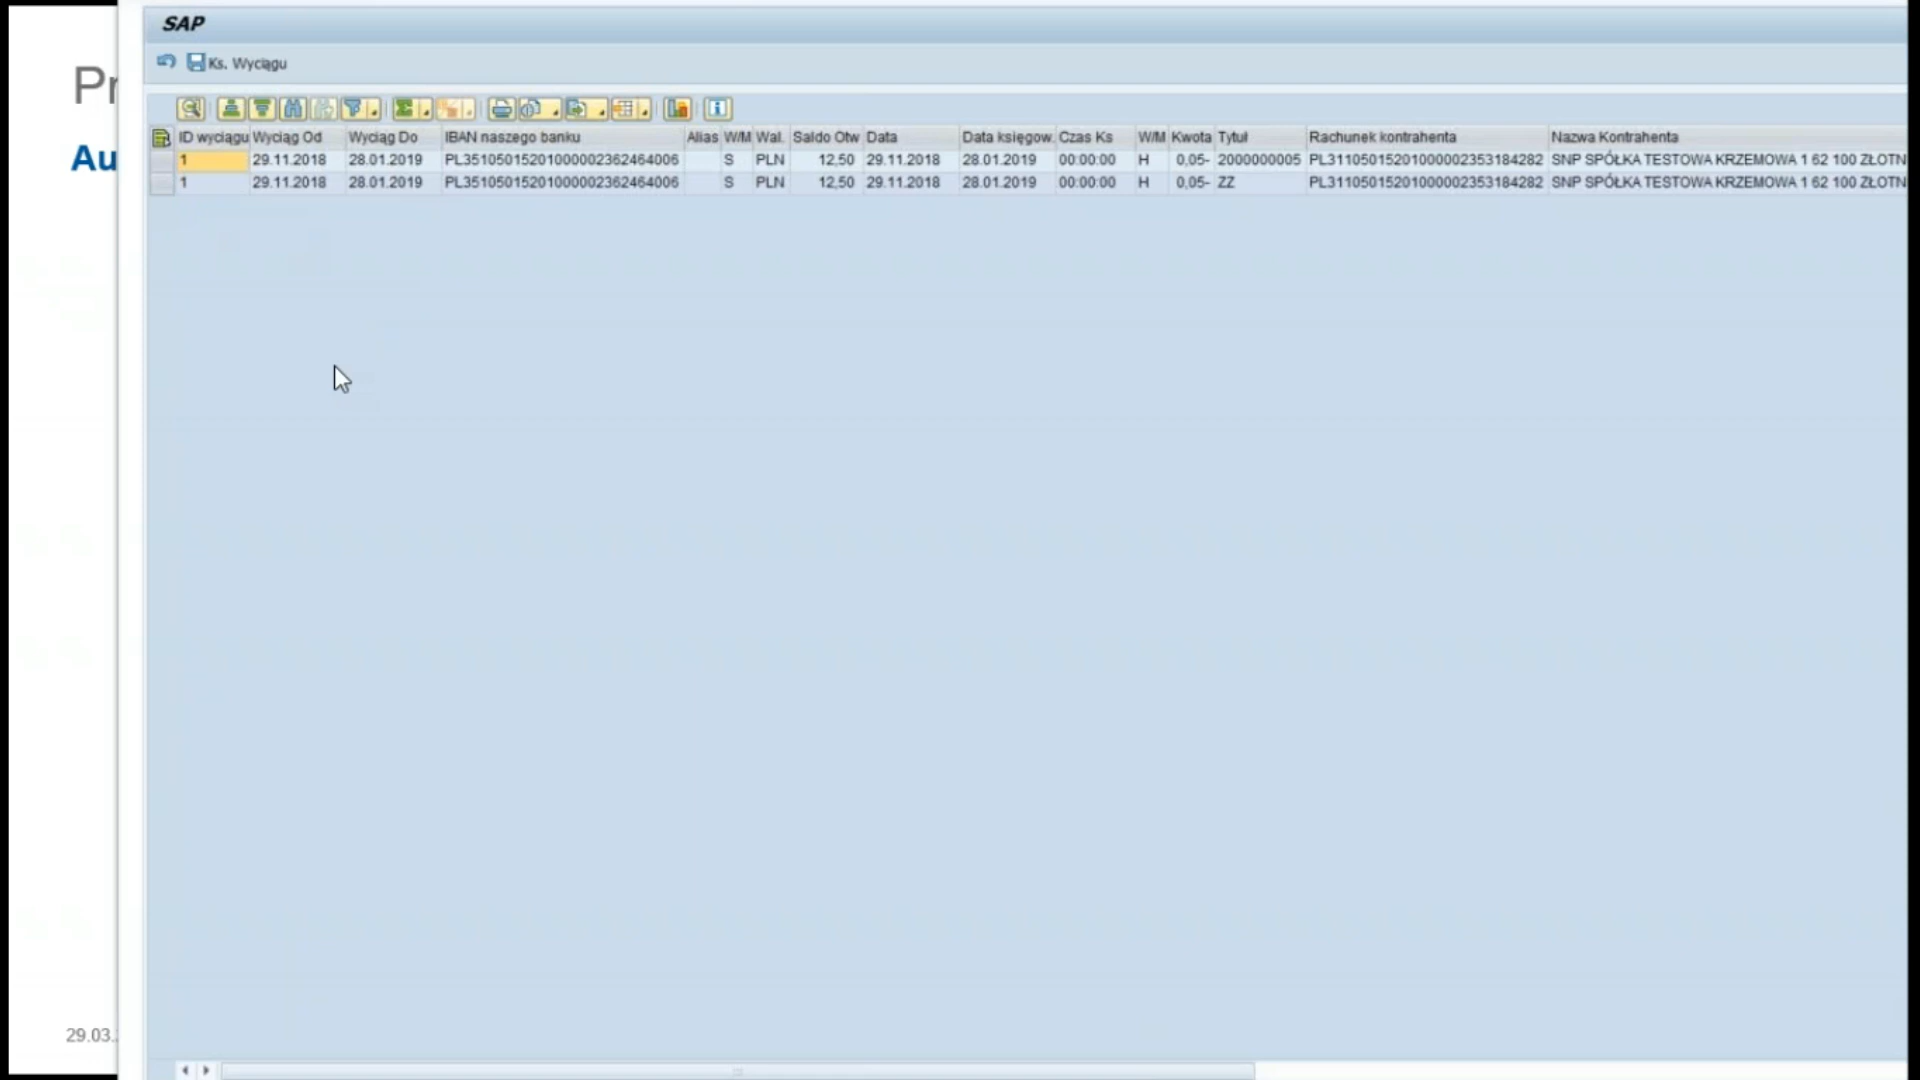 SAP
Pr
Ks. Wyciągu
Au
ID wyciągu Wyciąg Od Wyciąg Do IBAN naszego banku Alias W/M Wal. Saldo Otw Data Data księgow. Czas Ks W/M Kwota Tytuł Rachunek kontrahenta Nazwa Kontrahenta
1 29.11.2018 28.01.2019 PL35105015201000002362464006 S PLN 12,50 29.11.2018 28.01.2019 00:00:00 H 0,05- 2000000005 PL31105015201000002353184282 SNP SPÓŁKA TESTOWA KRZEMOWA 1 62 100 ZŁOTN
1 29.11.2018 28.01.2019 PL35105015201000002362464006 S PLN 12,50 29.11.2018 28.01.2019 00:00:00 H 0,05- ZZ PL31105015201000002353184282 SNP SPÓŁKA TESTOWA KRZEMOWA 1 62 100 ZŁOTN
29.03.